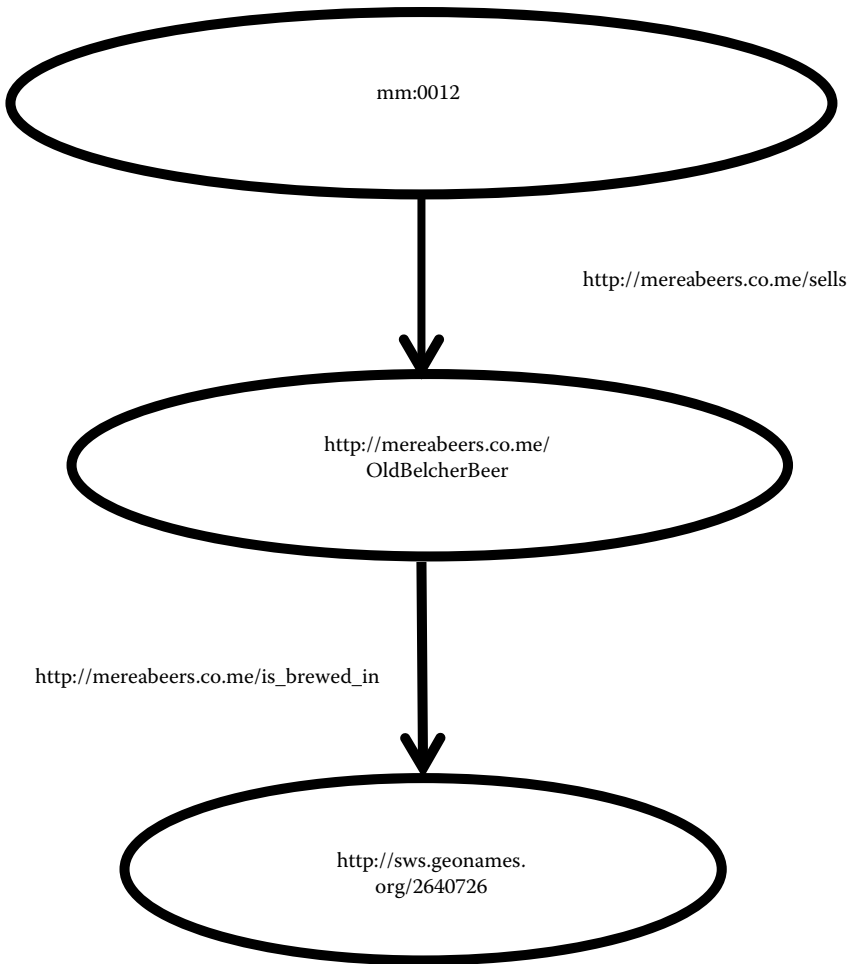 mm:0012
http://mereabeers.co.me/sells
http://mereabeers.co.me/
OldBelcherBeer
http://mereabeers.co.me/is_brewed_in
http://sws.geonames.
org/2640726